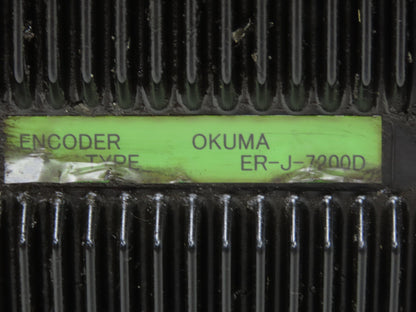 ENCODER OKUMA
TYPE ER-J-7200D